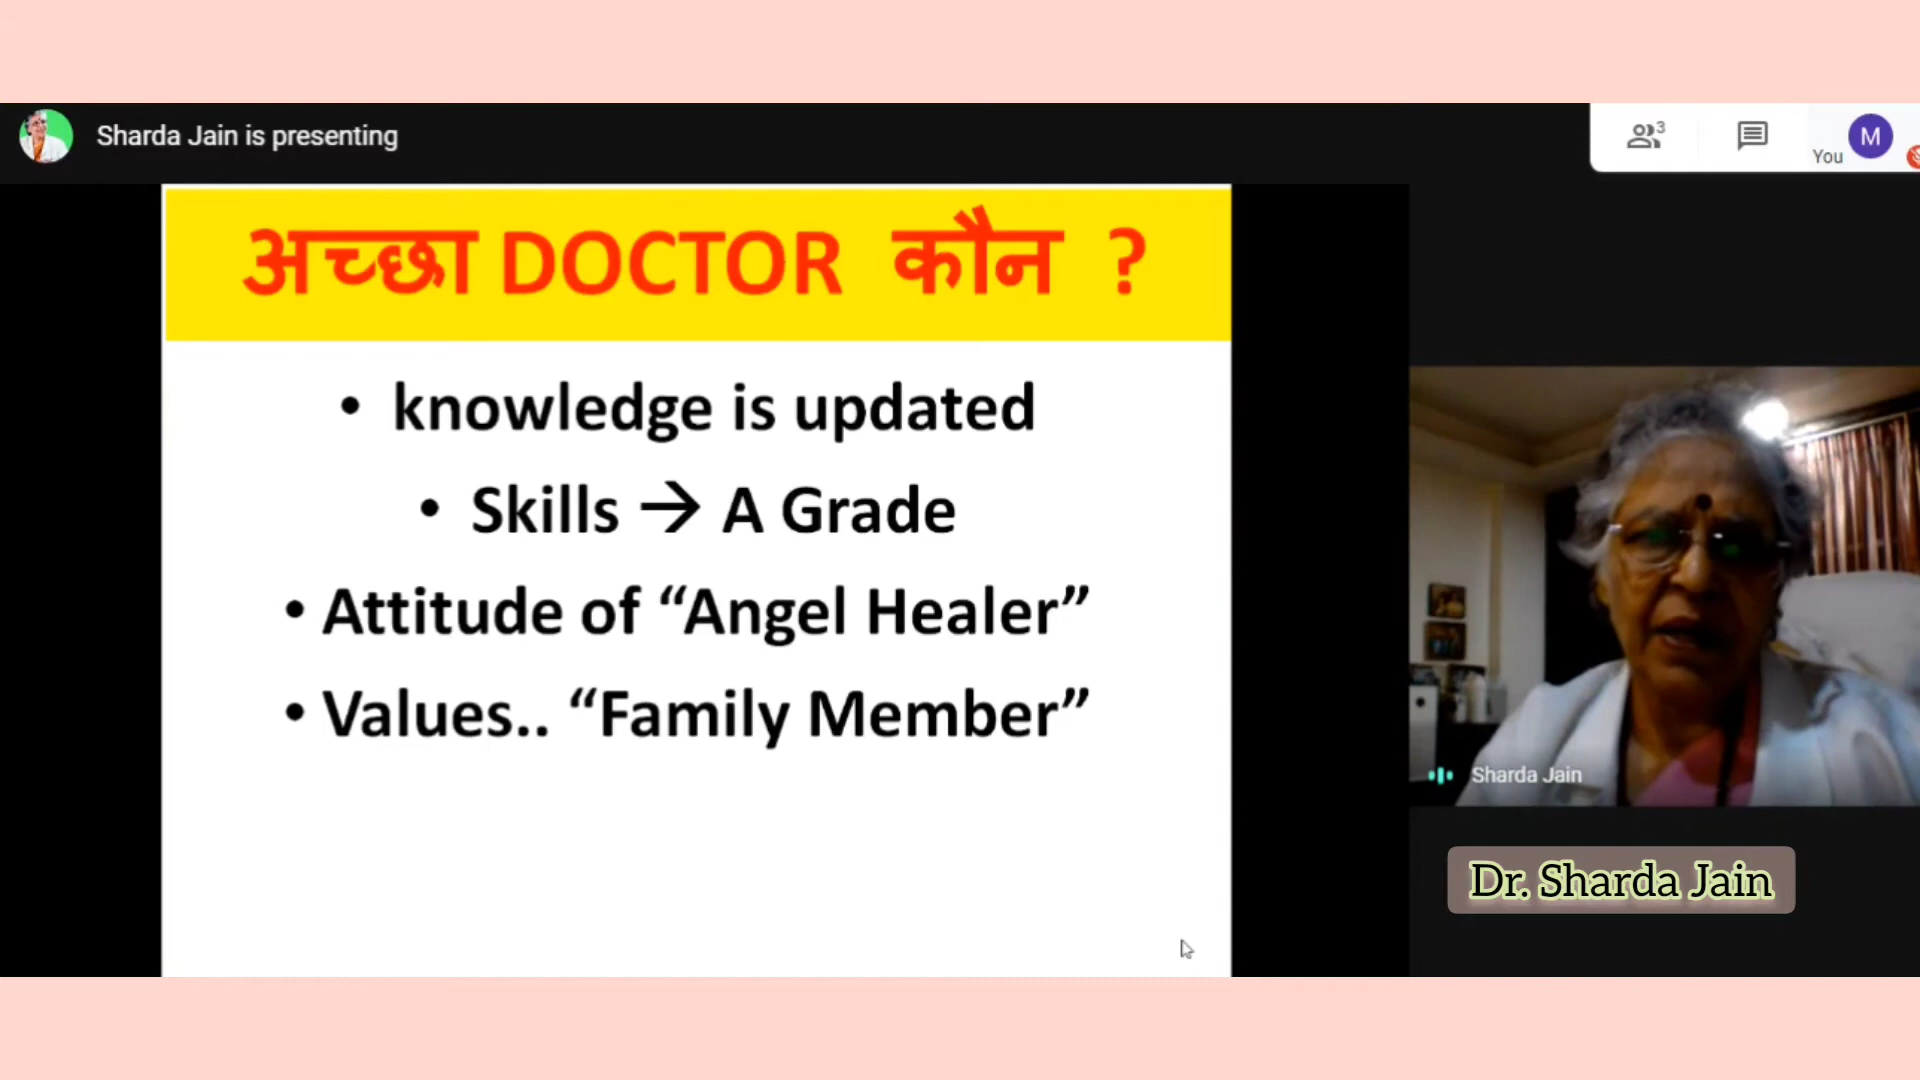 Sharda Jain is presenting
3
You
M
अच्छा DOCTOR कौन ?
• knowledge is updated
• Skills → A Grade
• Attitude of “Angel Healer”
• Values.. “Family Member”
Sharda Jain
Dr. Sharda Jain